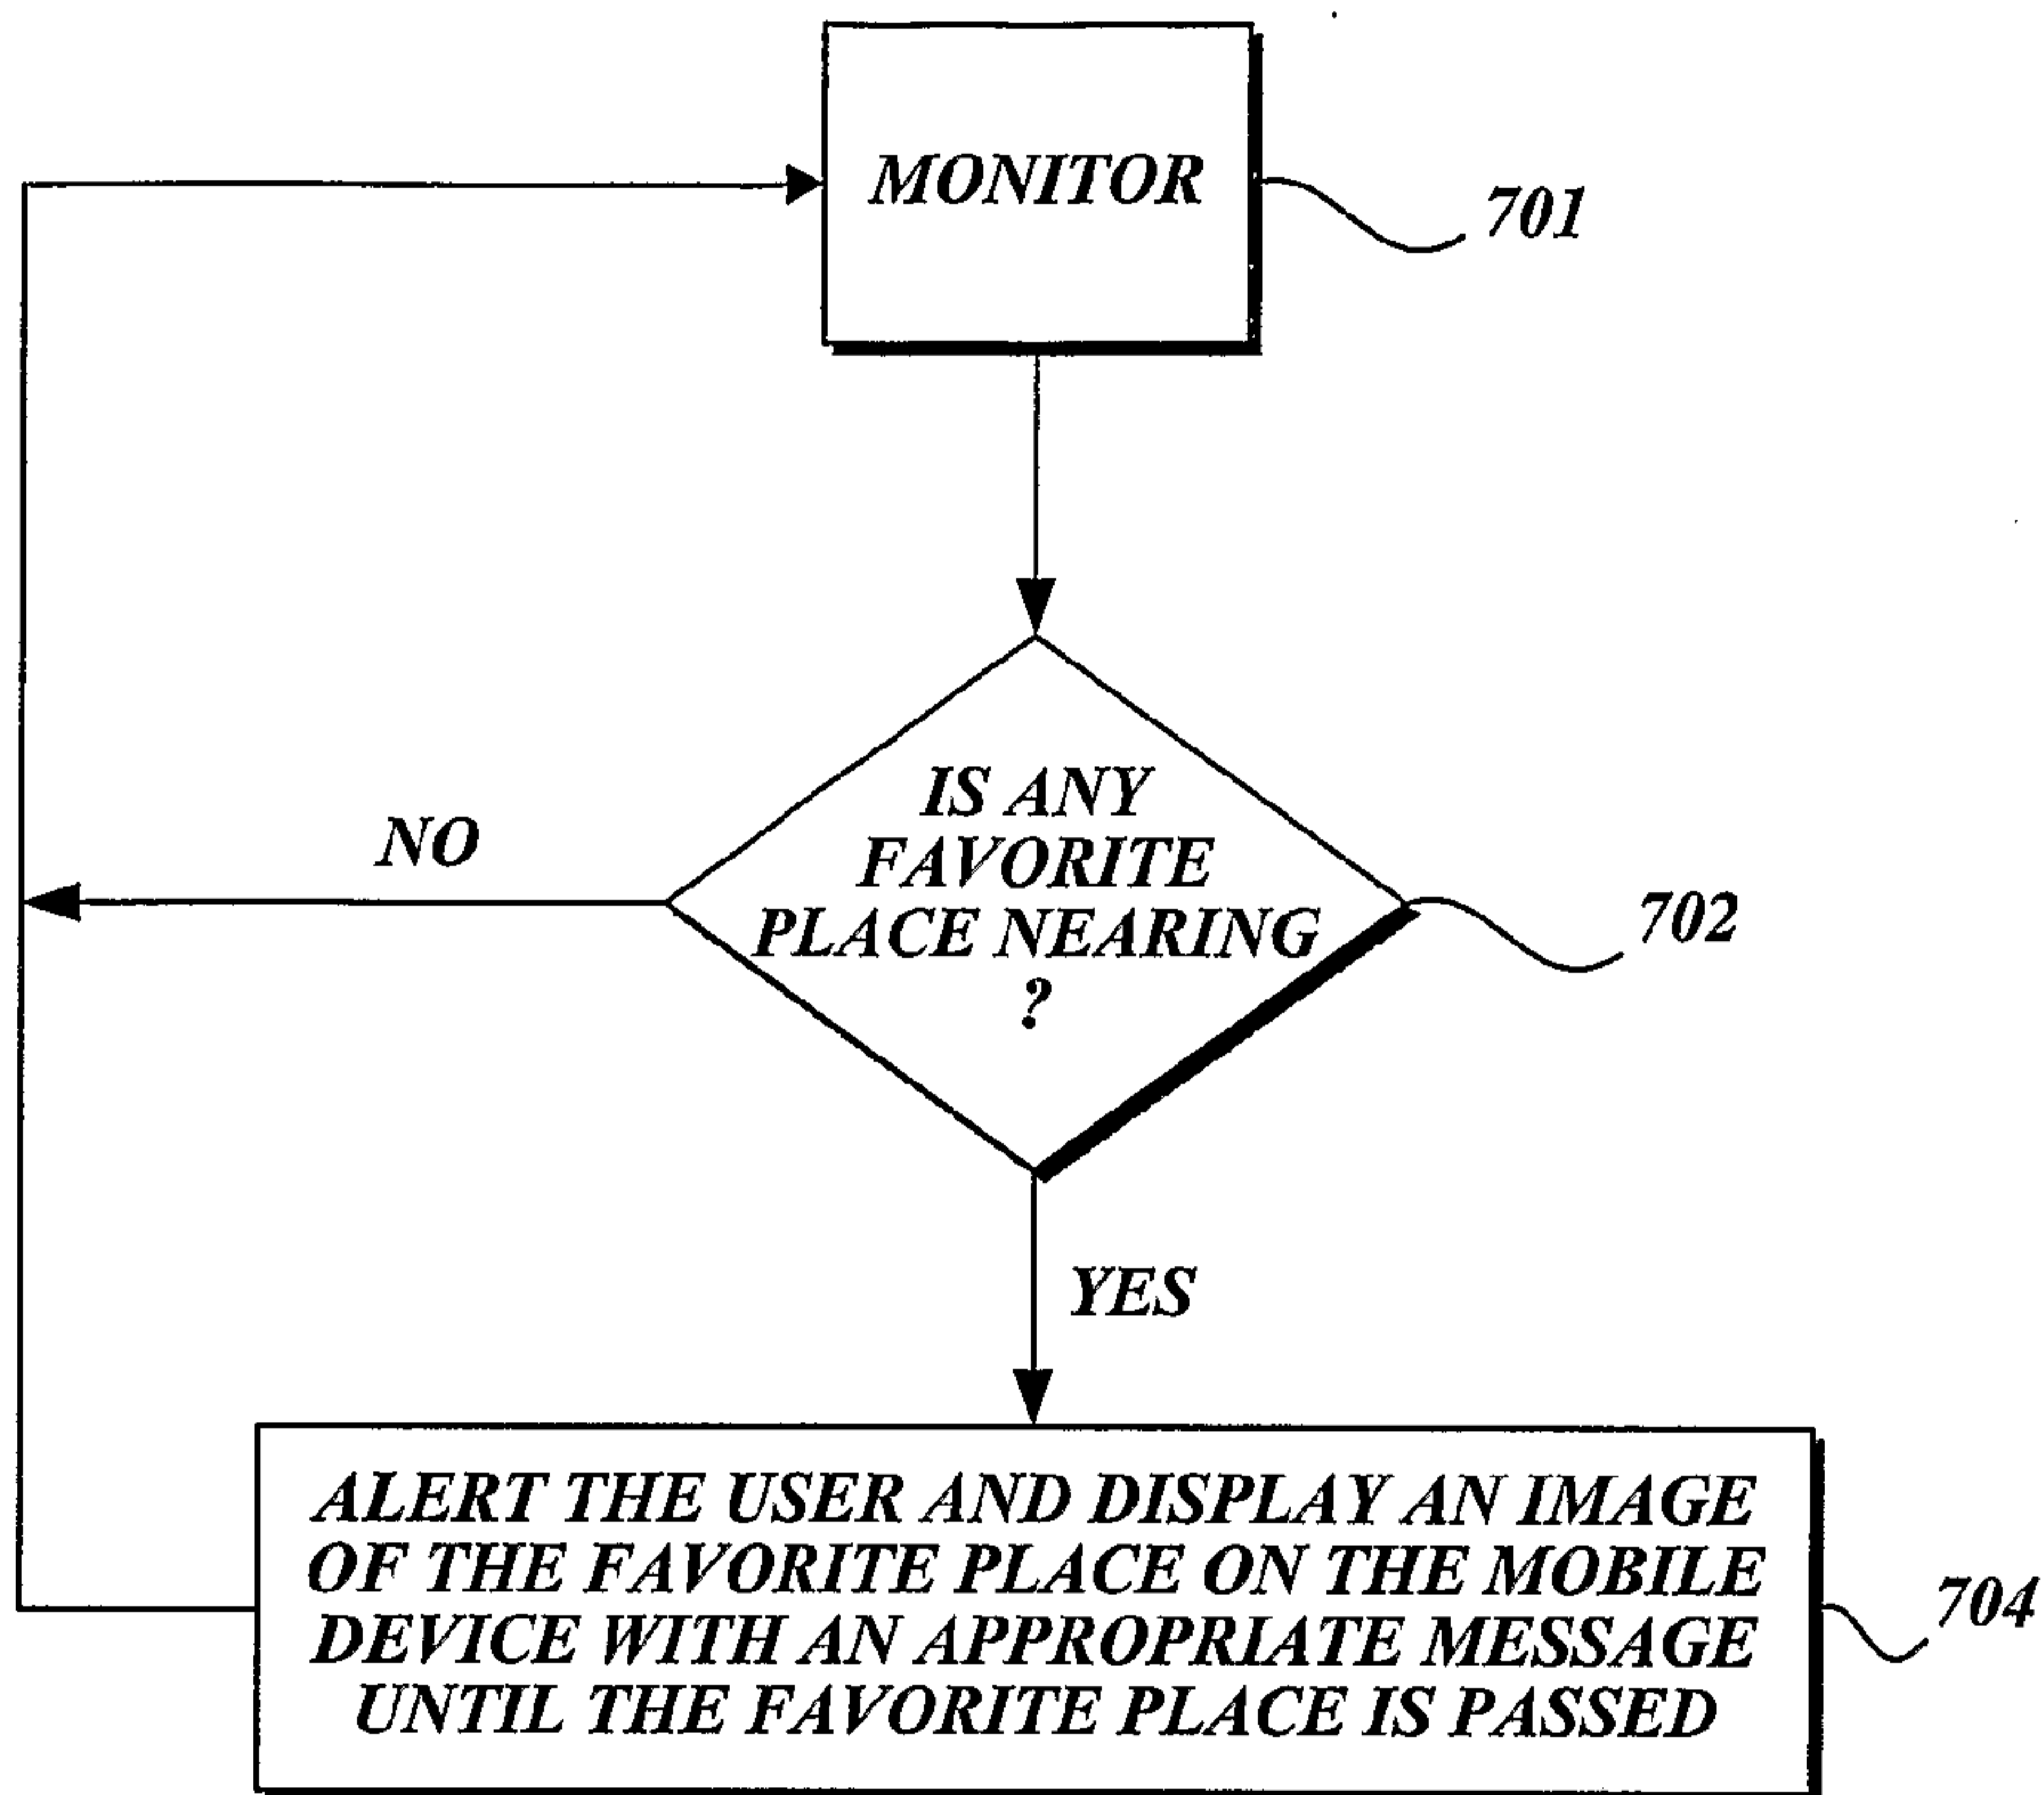 MONITOR
701
IS ANY
FAVORITE
PLACE NEARING
?
702
NO
YES
ALERT THE USER AND DISPLAY AN IMAGE
OF THE FAVORITE PLACE ON THE MOBILE
DEVICE WITH AN APPROPRIATE MESSAGE
UNTIL THE FAVORITE PLACE IS PASSED
704